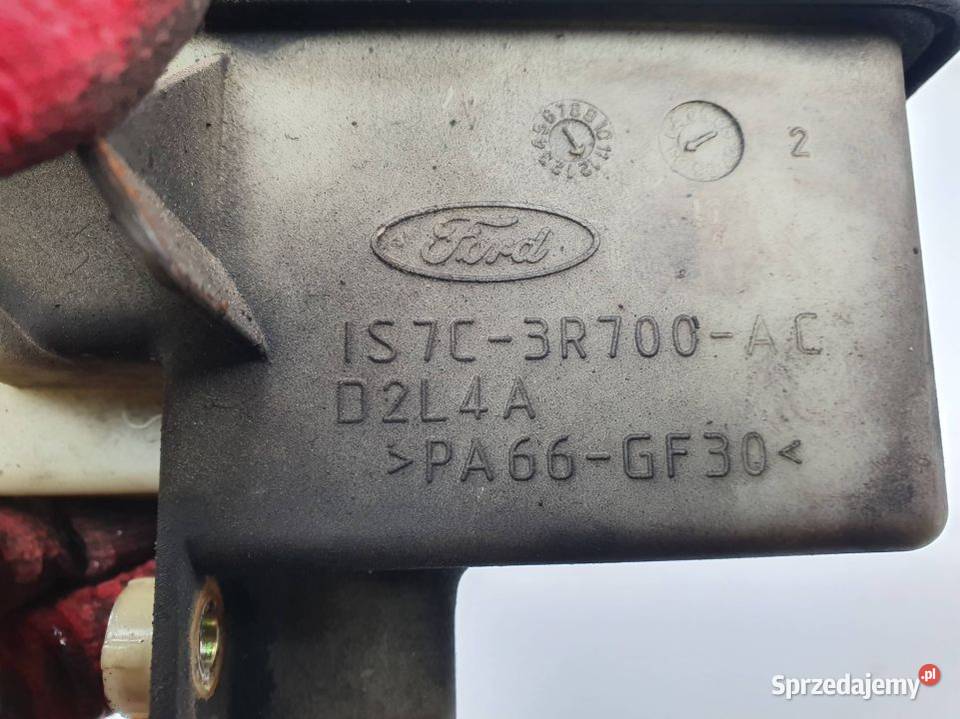 2
Ford
1S7C-3R700-AC
D2L4A
>PA66-GF30<
Sprzedajemy.pl